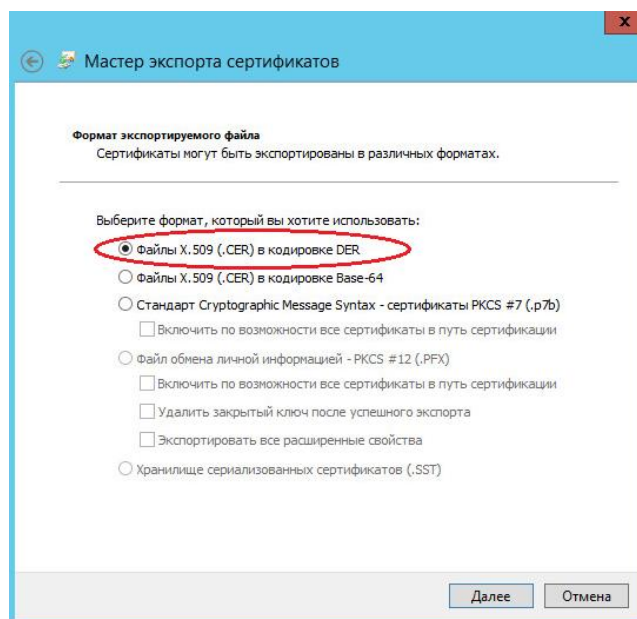 x
Мастер экспорта сертификатов
Формат экспортируемого файла
Сертификаты могут быть экспортированы в различных форматах.
Выберите формат, который вы хотите использовать:
Файлы X.509 (.CER) в кодировке DER
Файлы X.509 (.CER) в кодировке Base-64
Стандарт Cryptographic Message Syntax - сертификаты PKCS #7 (.p7b)
Включить по возможности все сертификаты в путь сертификации
Файл обмена личной информацией - PKCS #12 (.PFX)
Включить по возможности все сертификаты в путь сертификации
Удалить закрытый ключ после успешного экспорта
Экспортировать все расширенные свойства
Хранилище сериализованных сертификатов (.SST)
Далее
Отмена